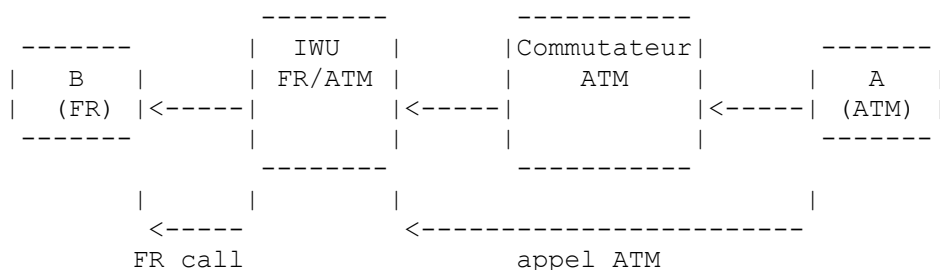 IWU Commutateur
B FR/ATM ATM A
(FR) (ATM)
FR call appel ATM